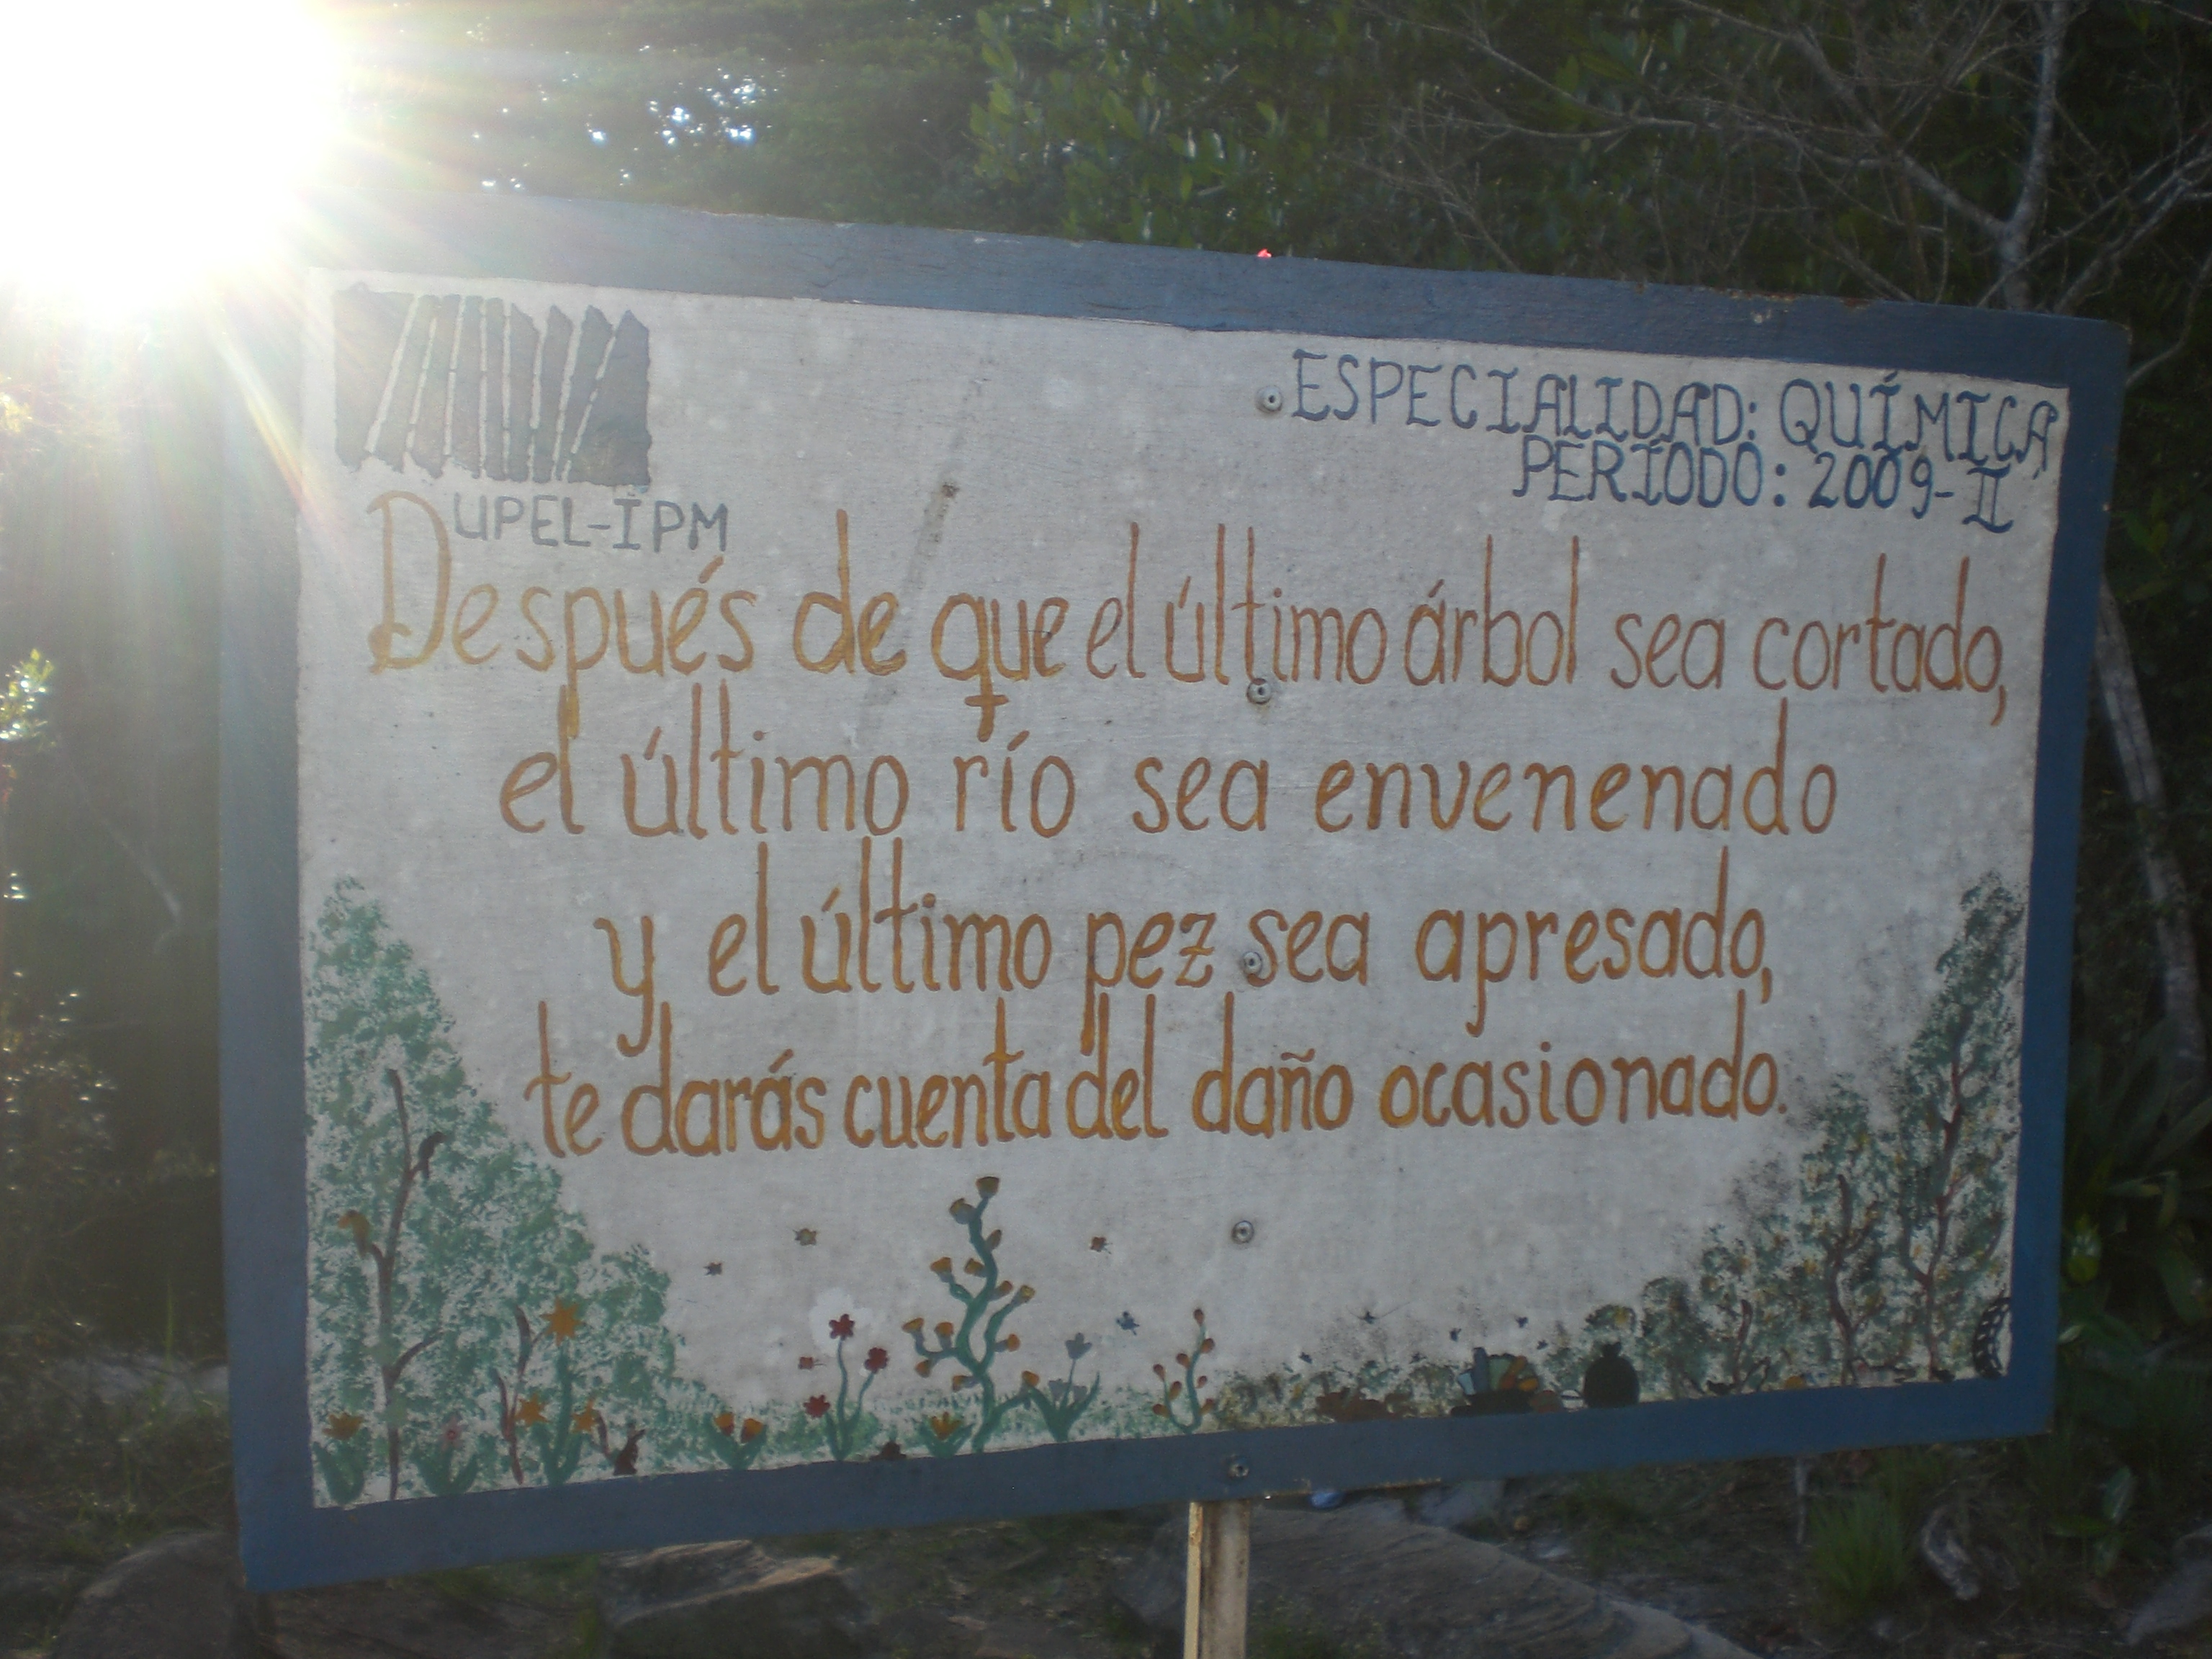 UPEL-IPM
ESPECIALIDAD: QUÍMICA
PERÍODO: 2009-II
Después de que el último árbol sea cortado,
el último río sea envenenado
y el último pez sea apresado,
te darás cuenta del daño ocasionado.